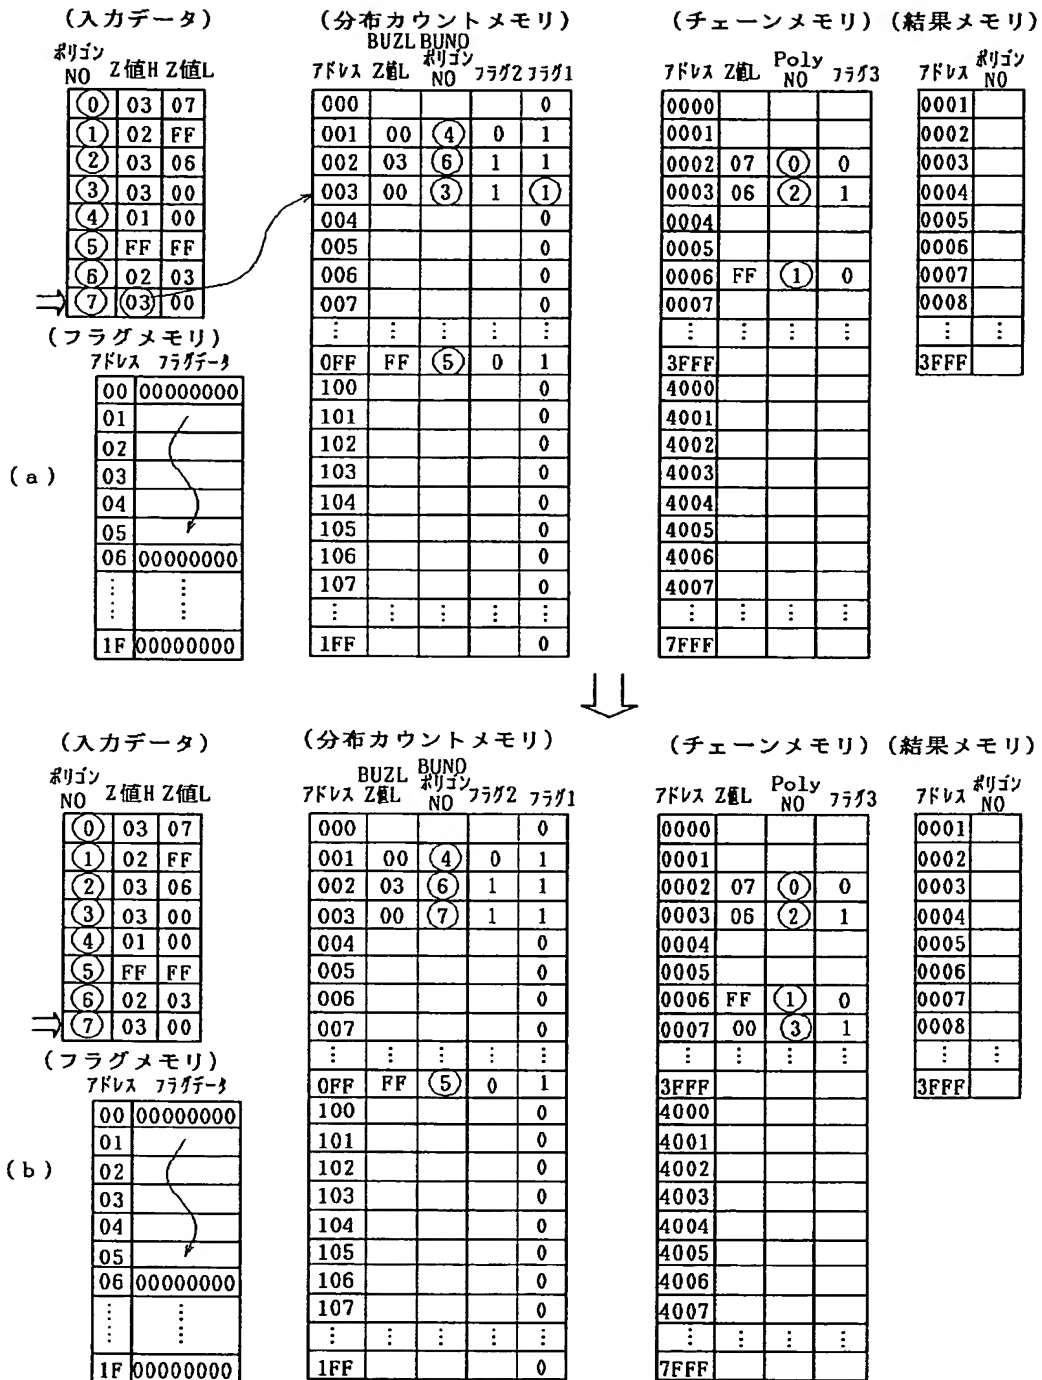 (入力データ) (分布カウントメモリ) (チェーンメモリ) (結果メモリ)
BUZL BUNO
ポリゴン NO Z値H Z値L
アドレス Z値L ポリゴン NO フラグ2 フラグ1
アドレス Z値L Poly NO フラグ3
アドレス ポリゴン NO
⓪ 03 07 000 0 0000 0001
① 02 FF 001 00 ④ 0 1 0001 0002
② 03 06 002 03 ⑥ 1 1 0002 07 ⓪ 0 0003
③ 03 00 003 00 ③ 1 ① 0003 06 ② 1 0004
④ 01 00 004 0 0004 0005
⑤ FF FF 005 0 0005 0006
⑥ 02 03 006 0 0006 FF ① 0 0007
⇒ ⑦ 03 00 007 0 0007 0008
(フラグメモリ) ⋮ ⋮ ⋮ ⋮ ⋮ ⋮ ⋮ ⋮ ⋮ ⋮ ⋮
アドレス フラグデータ 0FF FF ⑤ 0 1 3FFF 3FFF
00 00000000 100 0 4000
01 101 0 4001
02 102 0 4002
(a) 03 103 0 4003
04 104 0 4004
05 105 0 4005
06 00000000 106 0 4006
⋮ ⋮ 107 0 4007
⋮ ⋮ ⋮ ⋮ ⋮ ⋮ ⋮ ⋮ ⋮
1F 00000000 1FF 0 7FFF
(入力データ) (分布カウントメモリ) (チェーンメモリ) (結果メモリ)
BUZL BUNO
ポリゴン NO Z値H Z値L
アドレス Z値L ポリゴン NO フラグ2 フラグ1
アドレス Z値L Poly NO フラグ3
アドレス ポリゴン NO
⓪ 03 07 000 0 0000 0001
① 02 FF 001 00 ④ 0 1 0001 0002
② 03 06 002 03 ⑥ 1 1 0002 07 ⓪ 0 0003
③ 03 00 003 00 ⑦ 1 1 0003 06 ② 1 0004
④ 01 00 004 0 0004 0005
⑤ FF FF 005 0 0005 0006
⑥ 02 03 006 0 0006 FF ① 0 0007
⇒ ⑦ 03 00 007 0 0007 00 ③ 1 0008
(フラグメモリ) ⋮ ⋮ ⋮ ⋮ ⋮ ⋮ ⋮ ⋮ ⋮ ⋮ ⋮
アドレス フラグデータ 0FF FF ⑤ 0 1 3FFF 3FFF
00 00000000 100 0 4000
01 101 0 4001
(b) 02 102 0 4002
03 103 0 4003
04 104 0 4004
05 105 0 4005
06 00000000 106 0 4006
⋮ ⋮ 107 0 4007
⋮ ⋮ ⋮ ⋮ ⋮ ⋮ ⋮ ⋮ ⋮
1F 00000000 1FF 0 7FFF